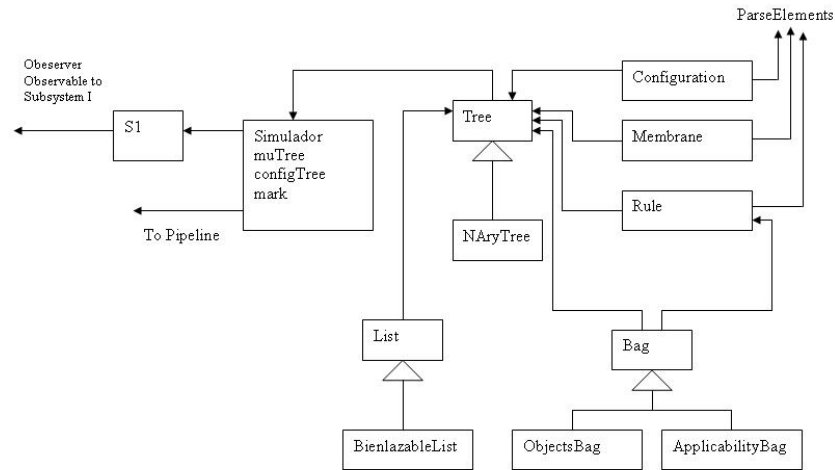 ParseElements
Obeserver
Observable to
Subsystem I
Configuration
S1
Simulador
muTree
configTree
mark
Tree
Membrane
Rule
To Pipeline
NAryTree
List
Bag
BienlazableList
ObjectsBag
ApplicabilityBag